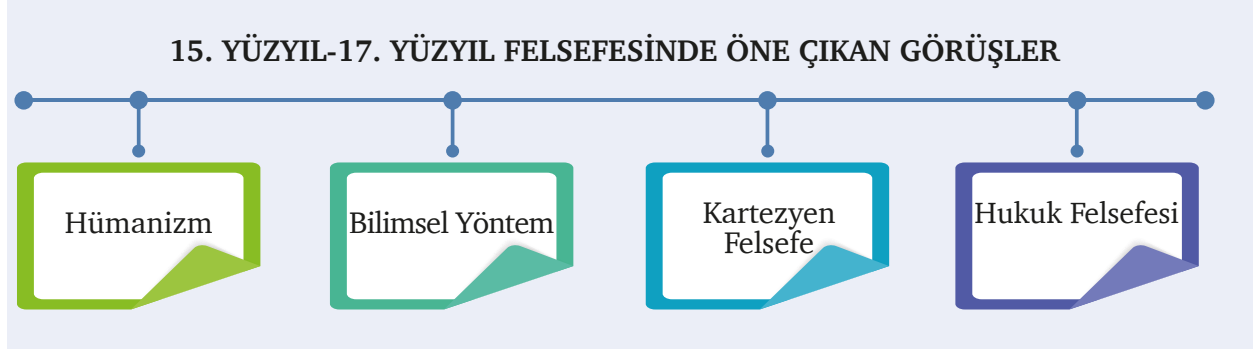 15. YÜZYIL-17. YÜZYIL FELSEFESİNDE ÖNE ÇIKAN GÖRÜŞLER
Hümanizm
Bilimsel Yöntem
Kartezyen
Felsefe
Hukuk Felsefesi